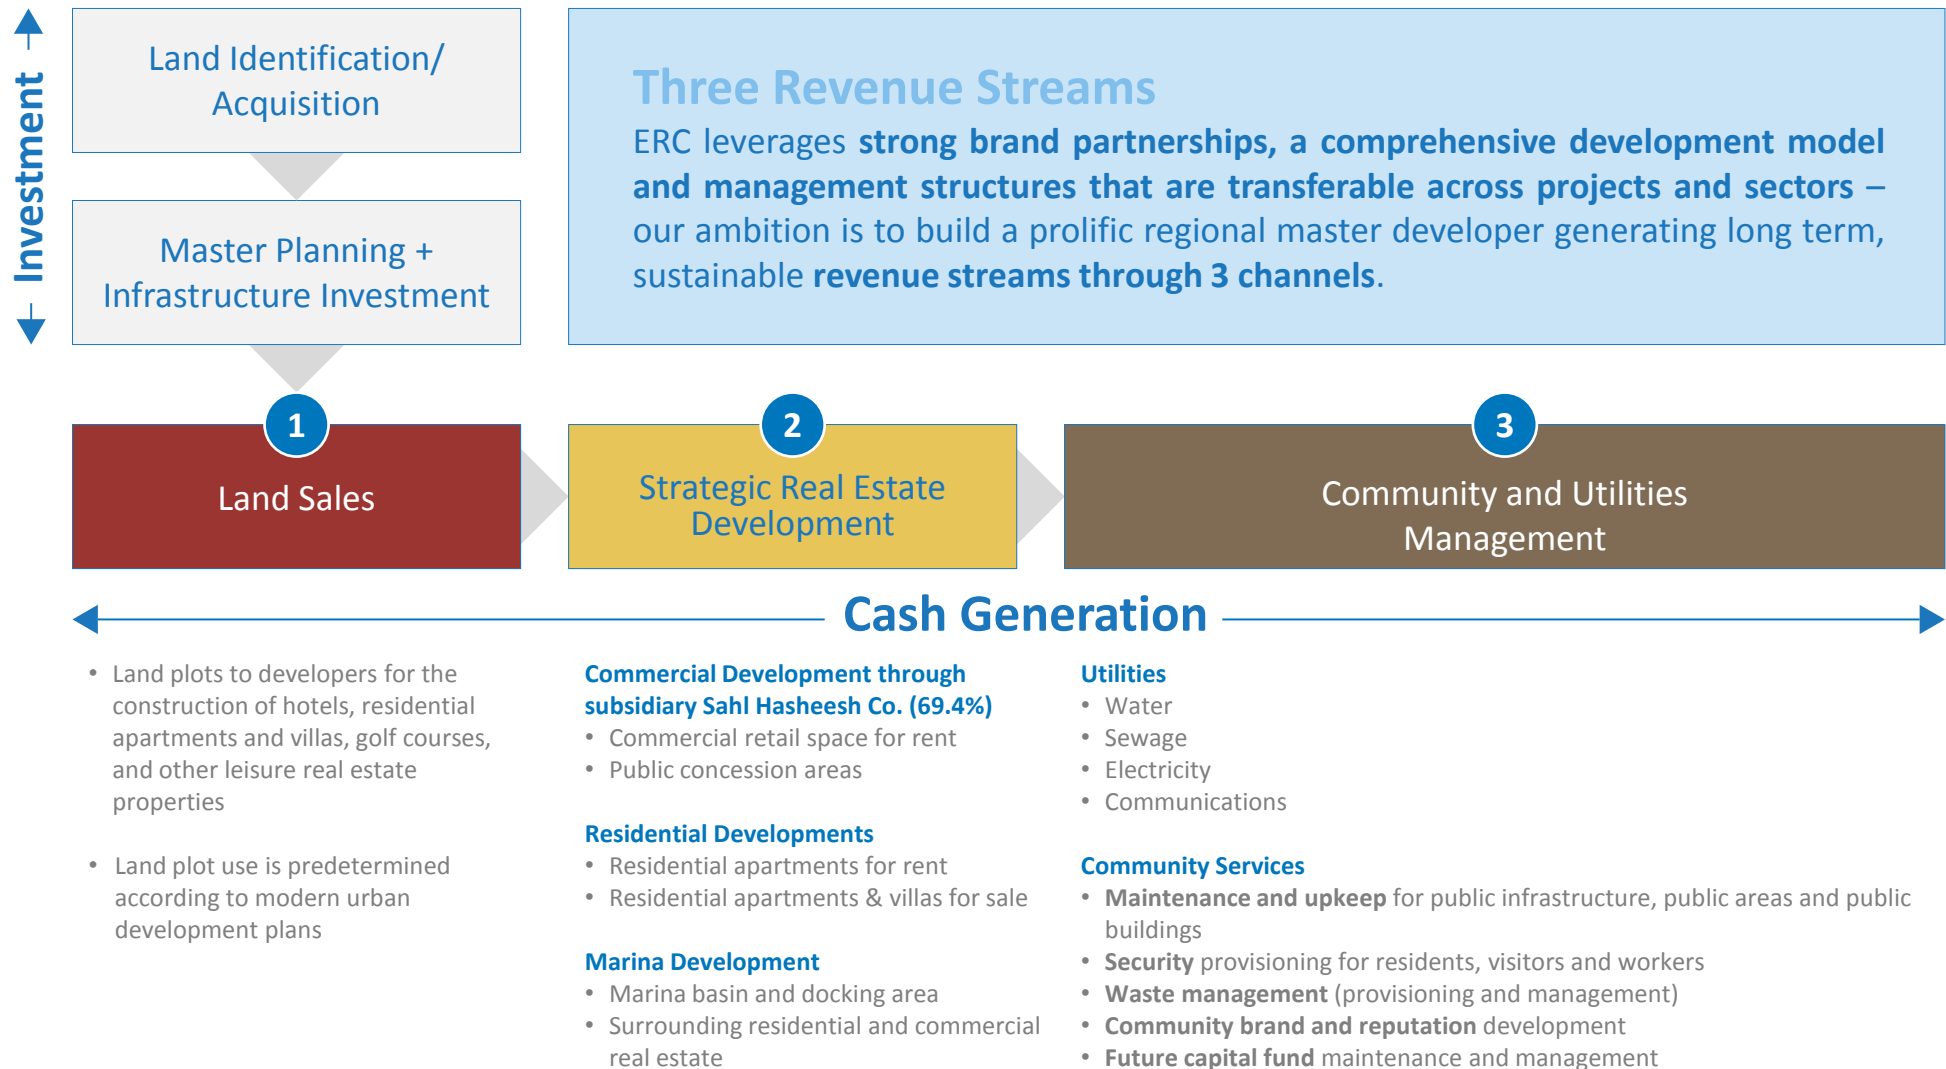 Investment
Land Identification/
Acquisition
Master Planning +
Infrastructure Investment
Three Revenue Streams
ERC leverages strong brand partnerships, a comprehensive development model
and management structures that are transferable across projects and sectors –
our ambition is to build a prolific regional master developer generating long term,
sustainable revenue streams through 3 channels.
1
Land Sales
2
Strategic Real Estate
Development
3
Community and Utilities
Management
Cash Generation
• Land plots to developers for the
construction of hotels, residential
apartments and villas, golf courses,
and other leisure real estate
properties
• Land plot use is predetermined
according to modern urban
development plans
Commercial Development through
subsidiary Sahl Hasheesh Co. (69.4%)
• Commercial retail space for rent
• Public concession areas
Residential Developments
• Residential apartments for rent
• Residential apartments & villas for sale
Marina Development
• Marina basin and docking area
• Surrounding residential and commercial
real estate
Utilities
• Water
• Sewage
• Electricity
• Communications
Community Services
• Maintenance and upkeep for public infrastructure, public areas and public
buildings
• Security provisioning for residents, visitors and workers
• Waste management (provisioning and management)
• Community brand and reputation development
• Future capital fund maintenance and management